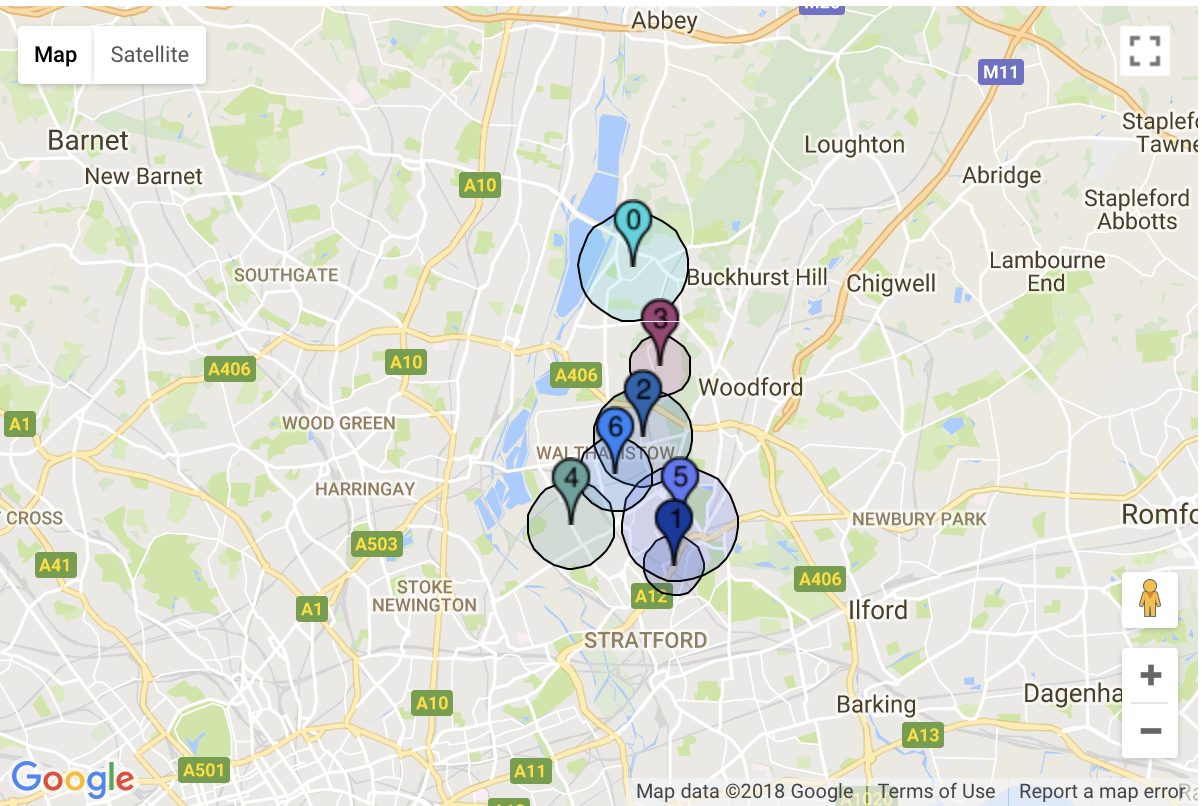 Abbey
Map
Satellite
M11
Barnet
Loughton
New Barnet
Abridge
A10
Stapleford
Abbotts
0
SOUTHGATE
Buckhurst Hill
Chigwell
Lambourne
End
3
A406
A10
A406
Woodford
2
A1
WOOD GREEN
6
WALTHAMSTOW
4
5
HARRINGAY
1
CROSS
NEWBURY PARK
A503
A41
A406
STOKE
NEWINGTON
A12
A1
Ilford
STRATFORD
+
Dagenha
A10
Barking
−
A13
Google
A501
A11
Map data ©2018 Google
Terms of Use
Report a map error